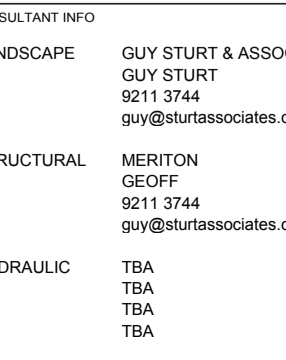 SULTANT INFO
NDSCAPE GUY STURT & ASSO
GUY STURT
9211 3744
guy@sturtassociates.c
RUCTURAL MERITON
GEOFF
9211 3744
guy@sturtassociates.c
DRAULIC TBA
TBA
TBA
TBA